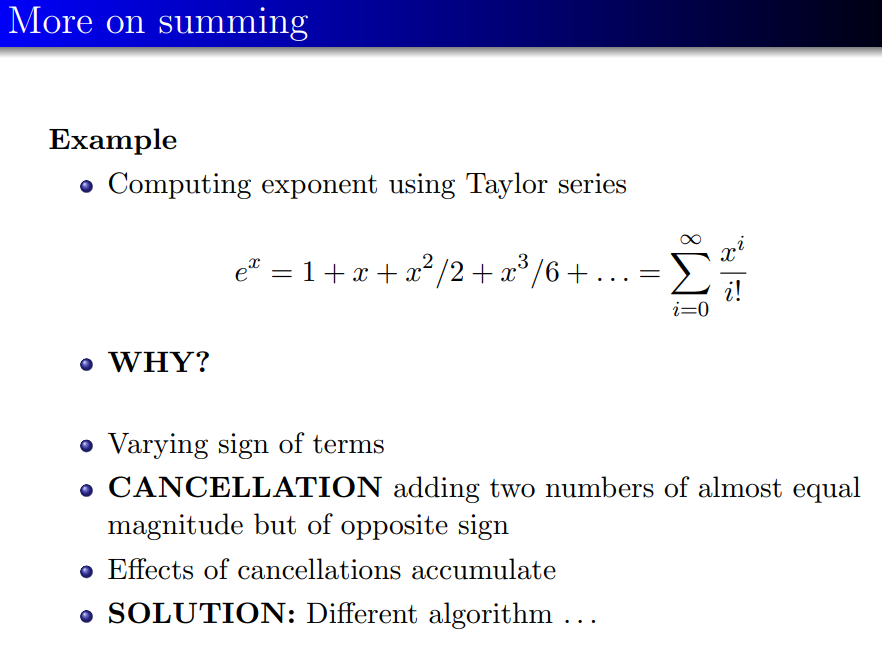 More on summing
Example
Computing exponent using Taylor series
e^x = 1 + x + x^2/2 + x^3/6 + . . . = \sum_{i=0}^{\infty} \frac{x^i}{i!}
WHY?
Varying sign of terms
CANCELLATION adding two numbers of almost equal
magnitude but of opposite sign
Effects of cancellations accumulate
SOLUTION: Different algorithm . . .